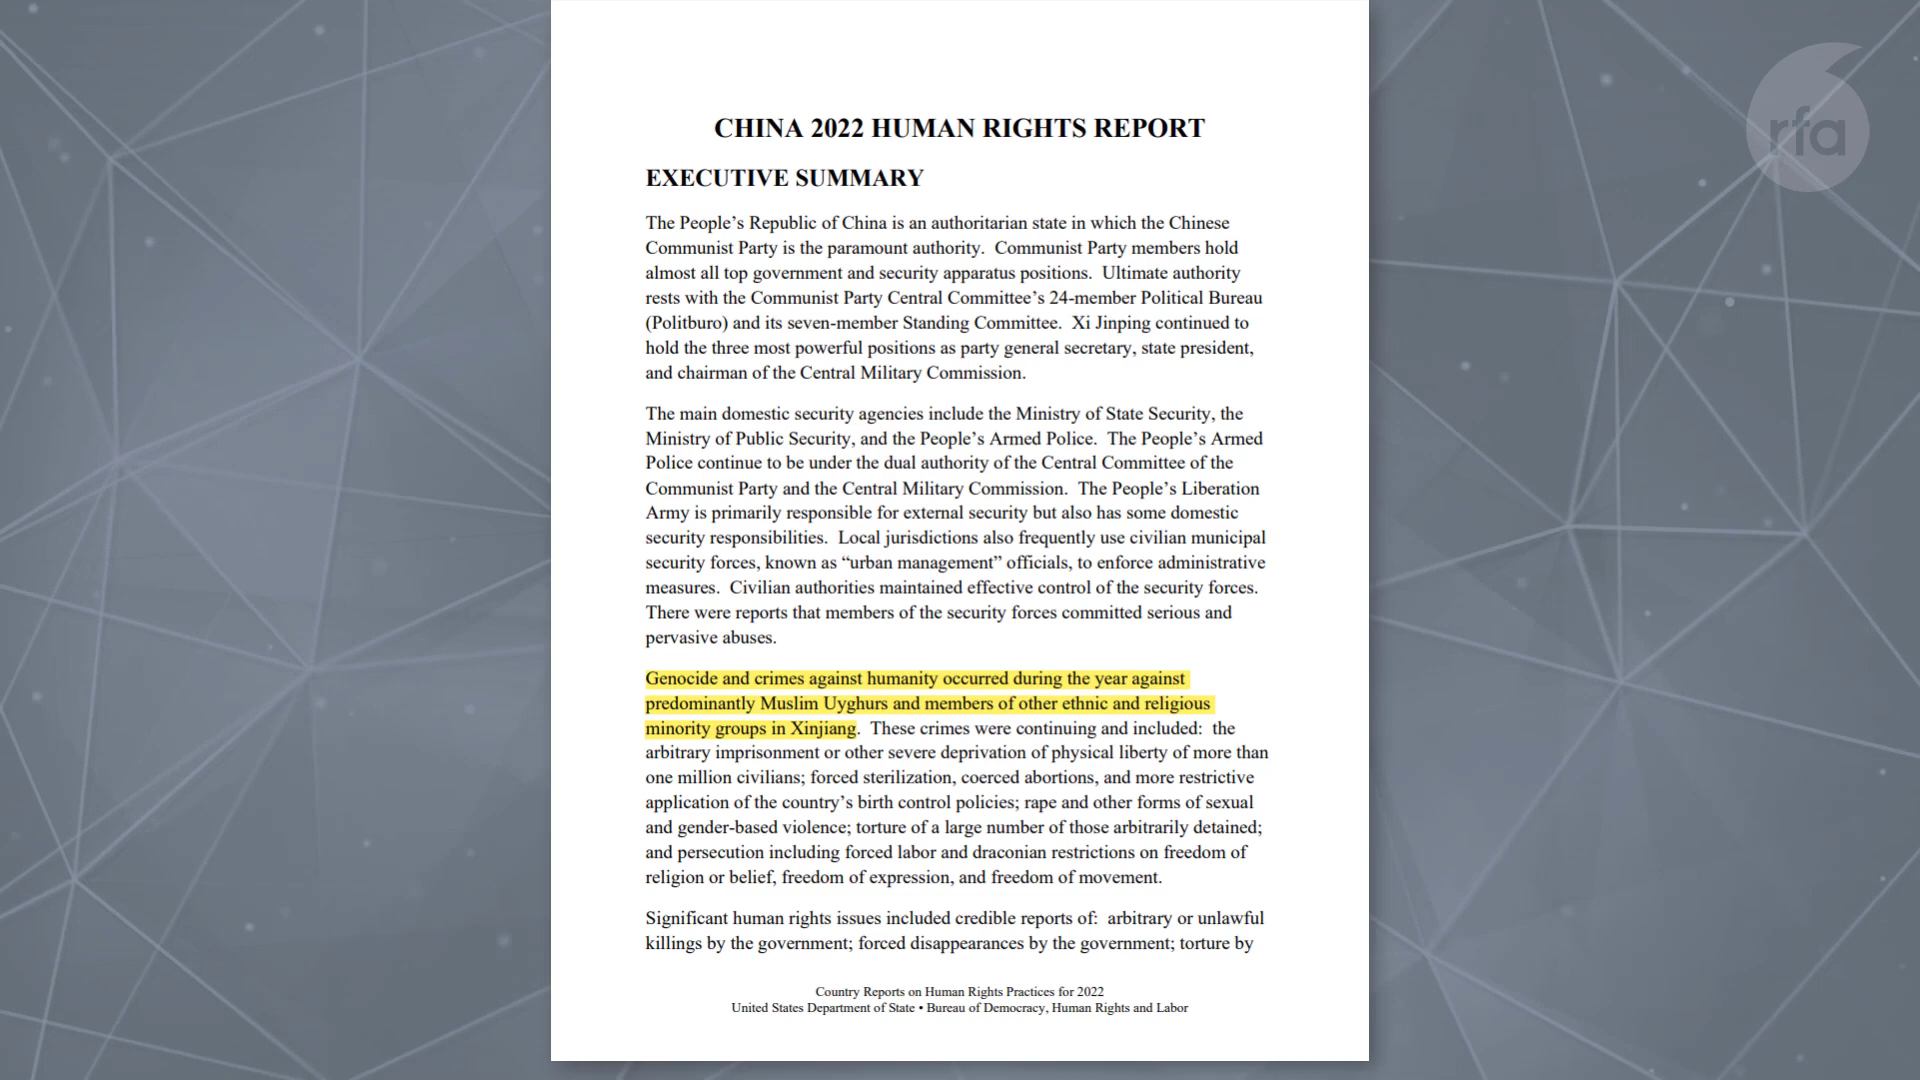 rfa
CHINA 2022 HUMAN RIGHTS REPORT
EXECUTIVE SUMMARY
The People’s Republic of China is an authoritarian state in which the Chinese
Communist Party is the paramount authority.  Communist Party members hold
almost all top government and security apparatus positions.  Ultimate authority
rests with the Communist Party Central Committee’s 24-member Political Bureau
(Politburo) and its seven-member Standing Committee.  Xi Jinping continued to
hold the three most powerful positions as party general secretary, state president,
and chairman of the Central Military Commission.
The main domestic security agencies include the Ministry of State Security, the
Ministry of Public Security, and the People’s Armed Police.  The People’s Armed
Police continue to be under the dual authority of the Central Committee of the
Communist Party and the Central Military Commission.  The People’s Liberation
Army is primarily responsible for external security but also has some domestic
security responsibilities.  Local jurisdictions also frequently use civilian municipal
security forces, known as “urban management” officials, to enforce administrative
measures.  Civilian authorities maintained effective control of the security forces.
There were reports that members of the security forces committed serious and
pervasive abuses.
Genocide and crimes against humanity occurred during the year against
predominantly Muslim Uyghurs and members of other ethnic and religious
minority groups in Xinjiang.  These crimes were continuing and included:  the
arbitrary imprisonment or other severe deprivation of physical liberty of more than
one million civilians; forced sterilization, coerced abortions, and more restrictive
application of the country’s birth control policies; rape and other forms of sexual
and gender-based violence; torture of a large number of those arbitrarily detained;
and persecution including forced labor and draconian restrictions on freedom of
religion or belief, freedom of expression, and freedom of movement.
Significant human rights issues included credible reports of:  arbitrary or unlawful
killings by the government; forced disappearances by the government; torture by
Country Reports on Human Rights Practices for 2022
United States Department of State • Bureau of Democracy, Human Rights and Labor